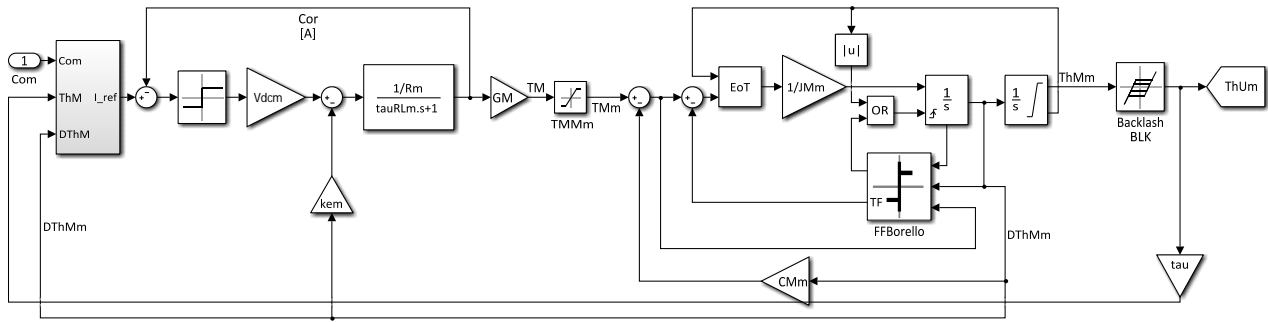 Cor
[A]
1
Com
Com
ThM
DThM
I_ref
+
-
Vdcm
+
-
1/Rm
tauRLm.s+1
GM
TM
TMMm
TMm
+
-
+
-
EoT
1/JMm
|u|
OR
1
s
1
s
ThMm
Backlash
BLK
ThUm
TF
FFBorello
kem
DThMm
DThMm
CMm
tau